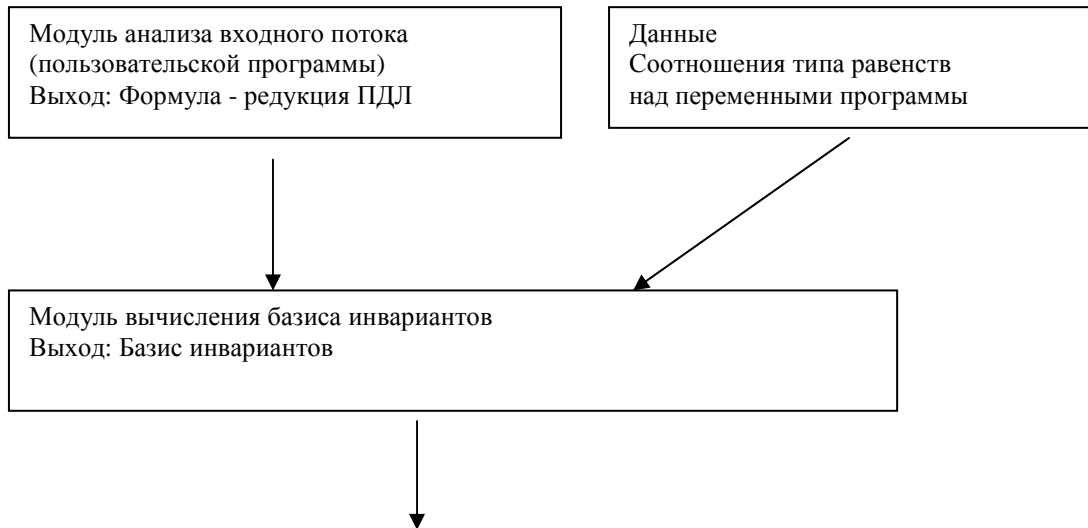 Модуль анализа входного потока
(пользовательской программы)
Выход: Формула - редукция ПДЛ
Данные
Соотношения типа равенств
над переменными программы
Модуль вычисления базиса инвариантов
Выход: Базис инвариантов